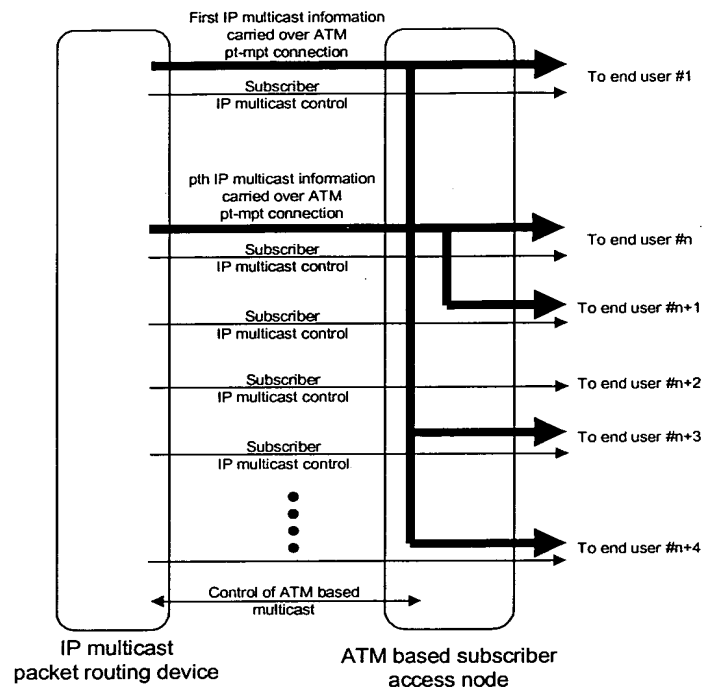 First IP multicast information
carried over ATM
pt-mpt connection
To end user #1
Subscriber
IP multicast control
pth IP multicast information
carried over ATM
pt-mpt connection
To end user #n
Subscriber
IP multicast control
To end user #n+1
Subscriber
IP multicast control
Subscriber
IP multicast control
To end user #n+2
To end user #n+3
Subscriber
IP multicast control
To end user #n+4
Control of ATM based
multicast
IP multicast
packet routing device
ATM based subscriber
access node